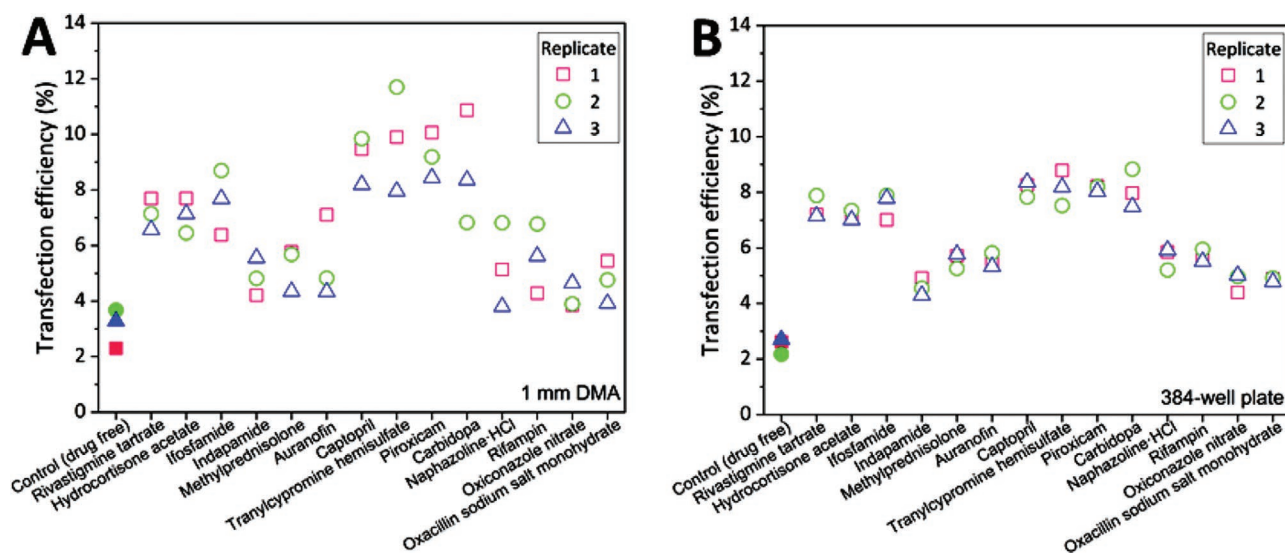 A
Transfection efficiency (%)
14
12
10
8
6
4
2
0
Replicate
1
2
3
1 mm DMA
Control (drug free)
Rivastigmine tartrate
Hydrocortisone acetate
Ifosfamide
Indapamide
Methylprednisolone
Auranofin
Captopril
Tranylcypromine hemisulfate
Piroxicam
Carbidopa
Naphazoline·HCl
Rifampin
Oxiconazole nitrate
Oxacillin sodium salt monohydrate
B
Transfection efficiency (%)
14
12
10
8
6
4
2
0
Replicate
1
2
3
384-well plate
Control (drug free)
Rivastigmine tartrate
Hydrocortisone acetate
Ifosfamide
Indapamide
Methylprednisolone
Auranofin
Captopril
Tranylcypromine hemisulfate
Piroxicam
Carbidopa
Naphazoline·HCl
Rifampin
Oxiconazole nitrate
Oxacillin sodium salt monohydrate